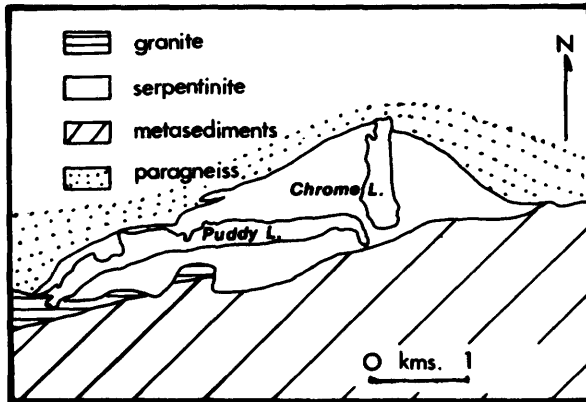 granite
N
serpentinite
metasediments
paragneiss
Chrome L.
Puddy L.
O kms. 1